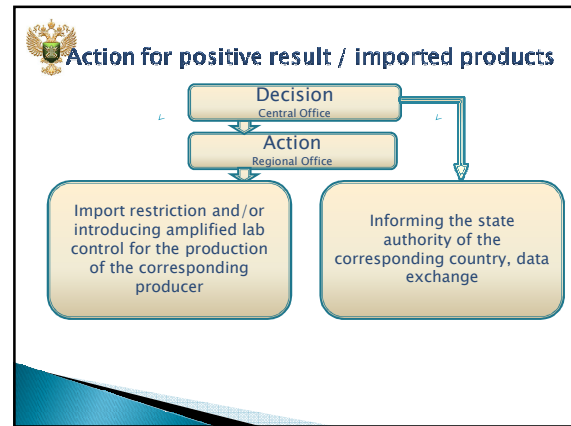 Action for positive result / imported products
Decision
Central Office
Action
Regional Office
Import restriction and/or
introducing amplified lab
control for the production
of the corresponding
producer
Informing the state
authority of the
corresponding country, data
exchange